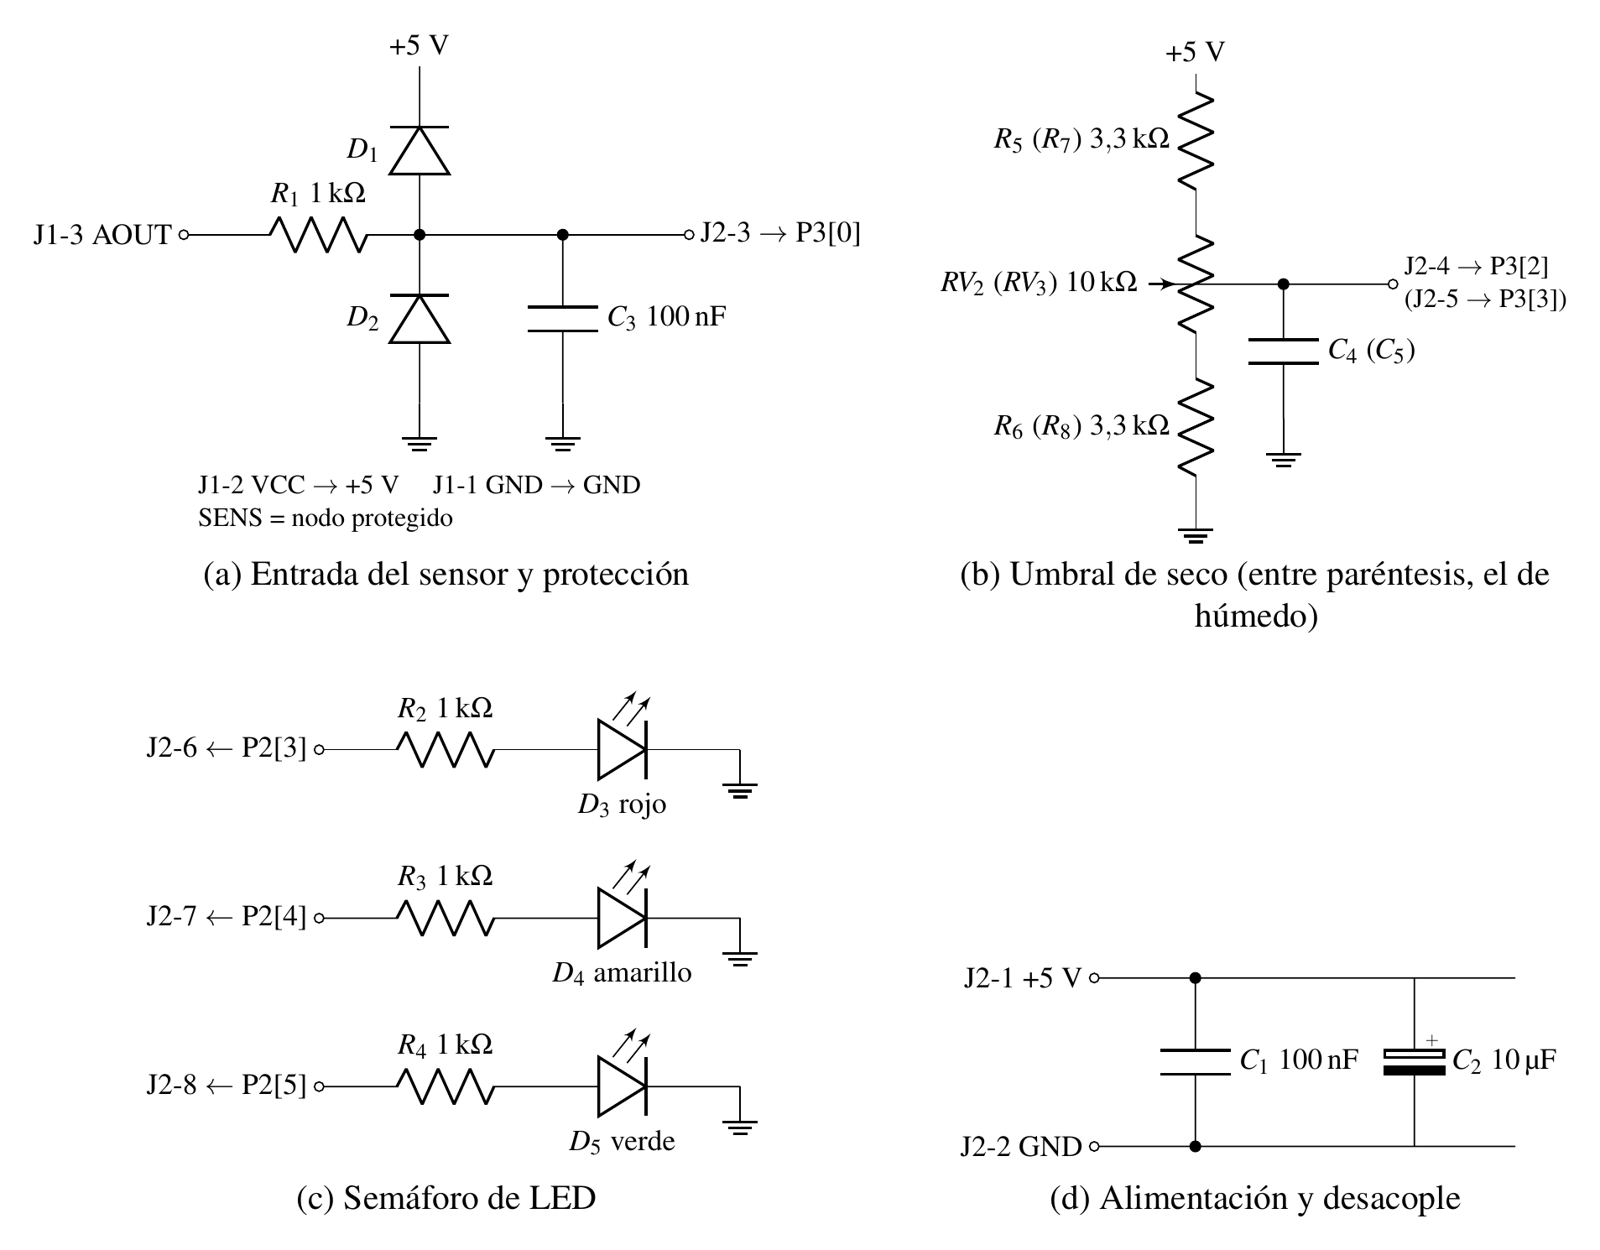 +5 V
D1
R1 1 kΩ
J1-3 AOUT
J2-3 → P3[0]
D2
C3 100 nF
J1-2 VCC → +5 V J1-1 GND → GND
SENS = nodo protegido
(a) Entrada del sensor y protección
+5 V
R5 (R7) 3,3 kΩ
RV2 (RV3) 10 kΩ
J2-4 → P3[2]
(J2-5 → P3[3])
C4 (C5)
R6 (R8) 3,3 kΩ
(b) Umbral de seco (entre paréntesis, el de
húmedo)
R2 1 kΩ
J2-6 ← P2[3]
D3 rojo
R3 1 kΩ
J2-7 ← P2[4]
D4 amarillo
R4 1 kΩ
J2-8 ← P2[5]
D5 verde
(c) Semáforo de LED
J2-1 +5 V
+
C1 100 nF
C2 10 µF
J2-2 GND
(d) Alimentación y desacople